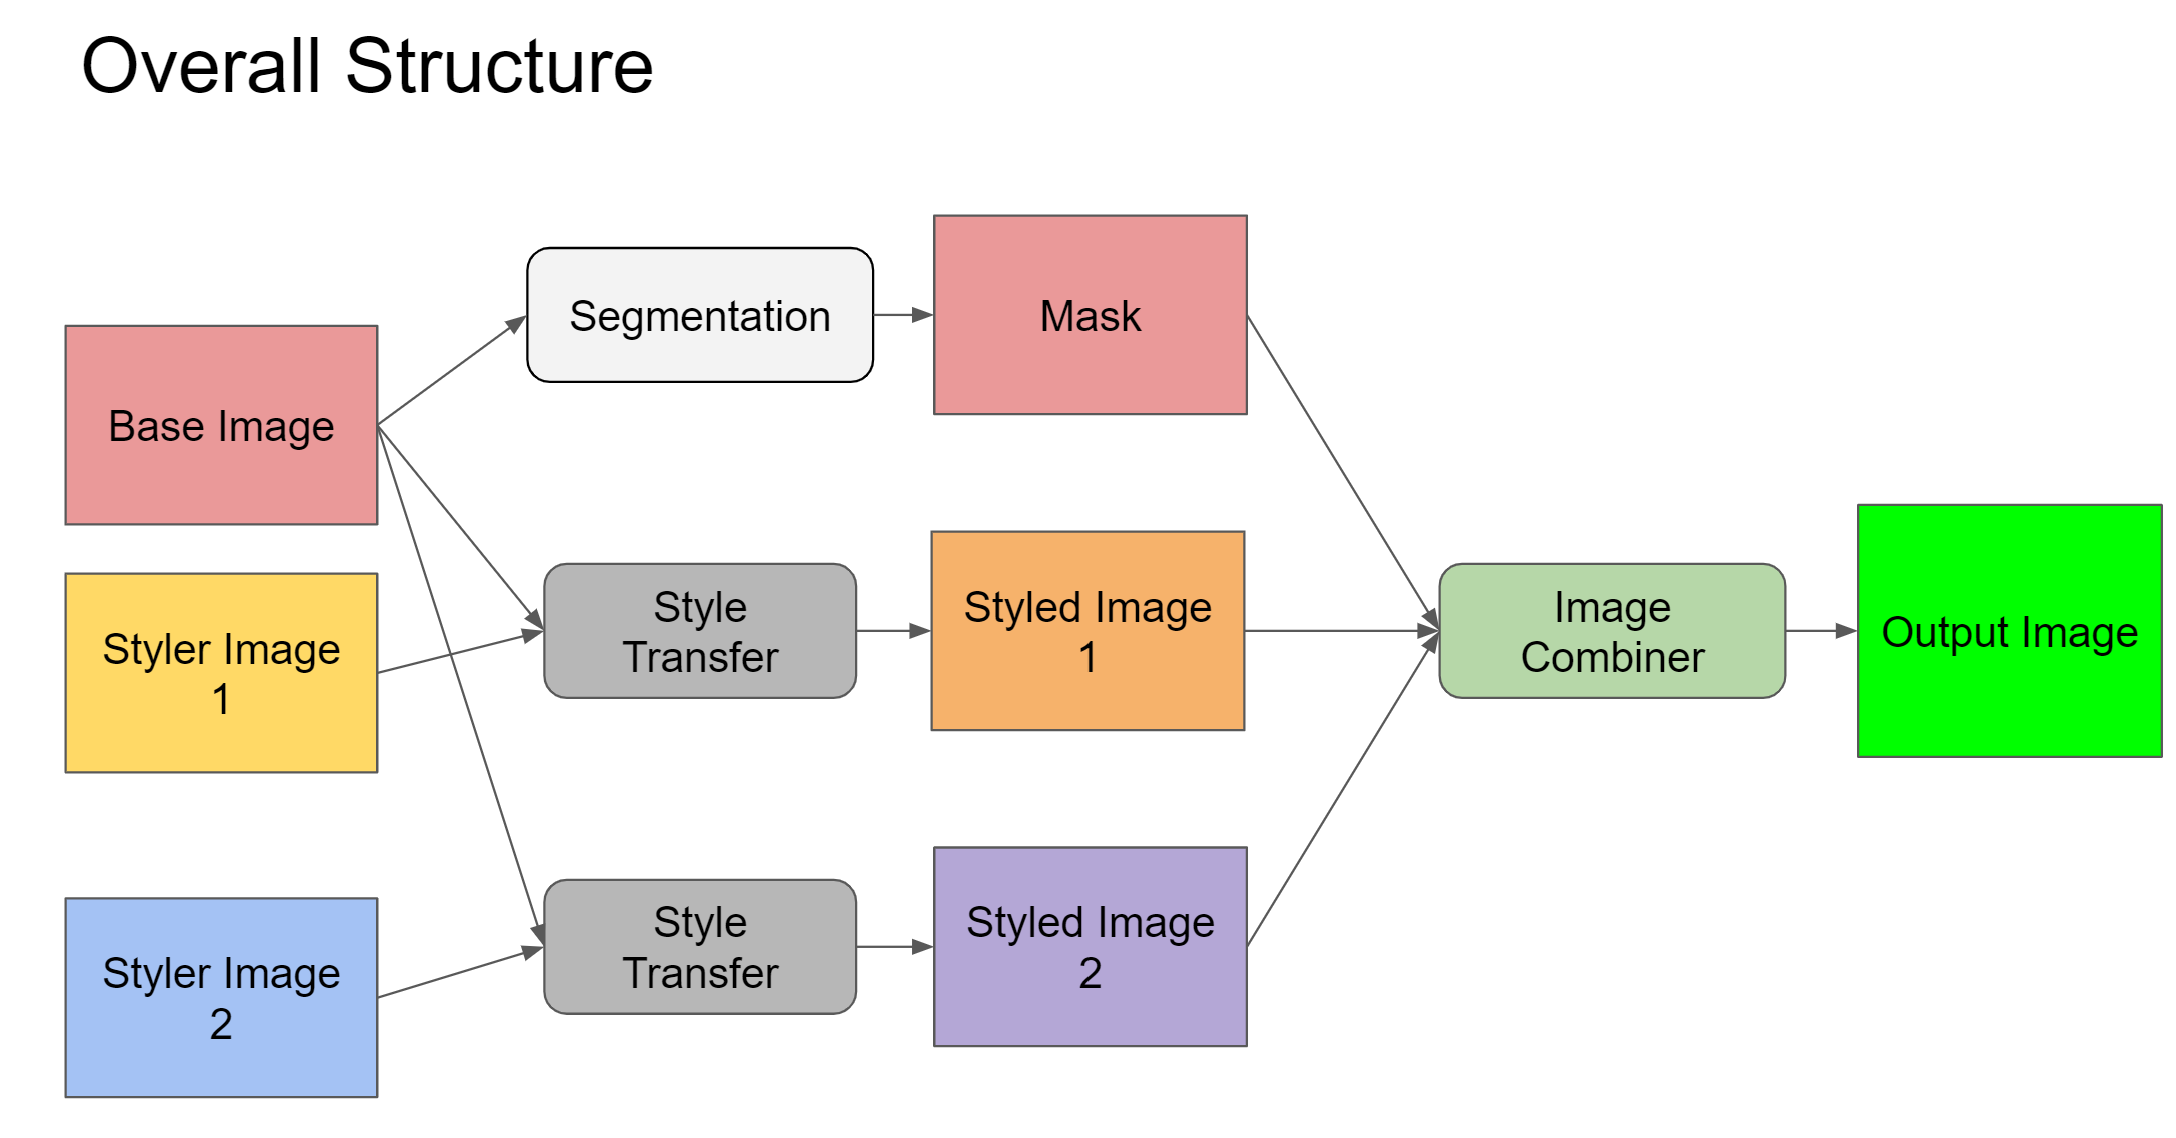 Overall Structure
Segmentation
Mask
Base Image
Style
Transfer
Styled Image
1
Image
Combiner
Output Image
Styler Image
1
Style
Transfer
Styled Image
2
Styler Image
2